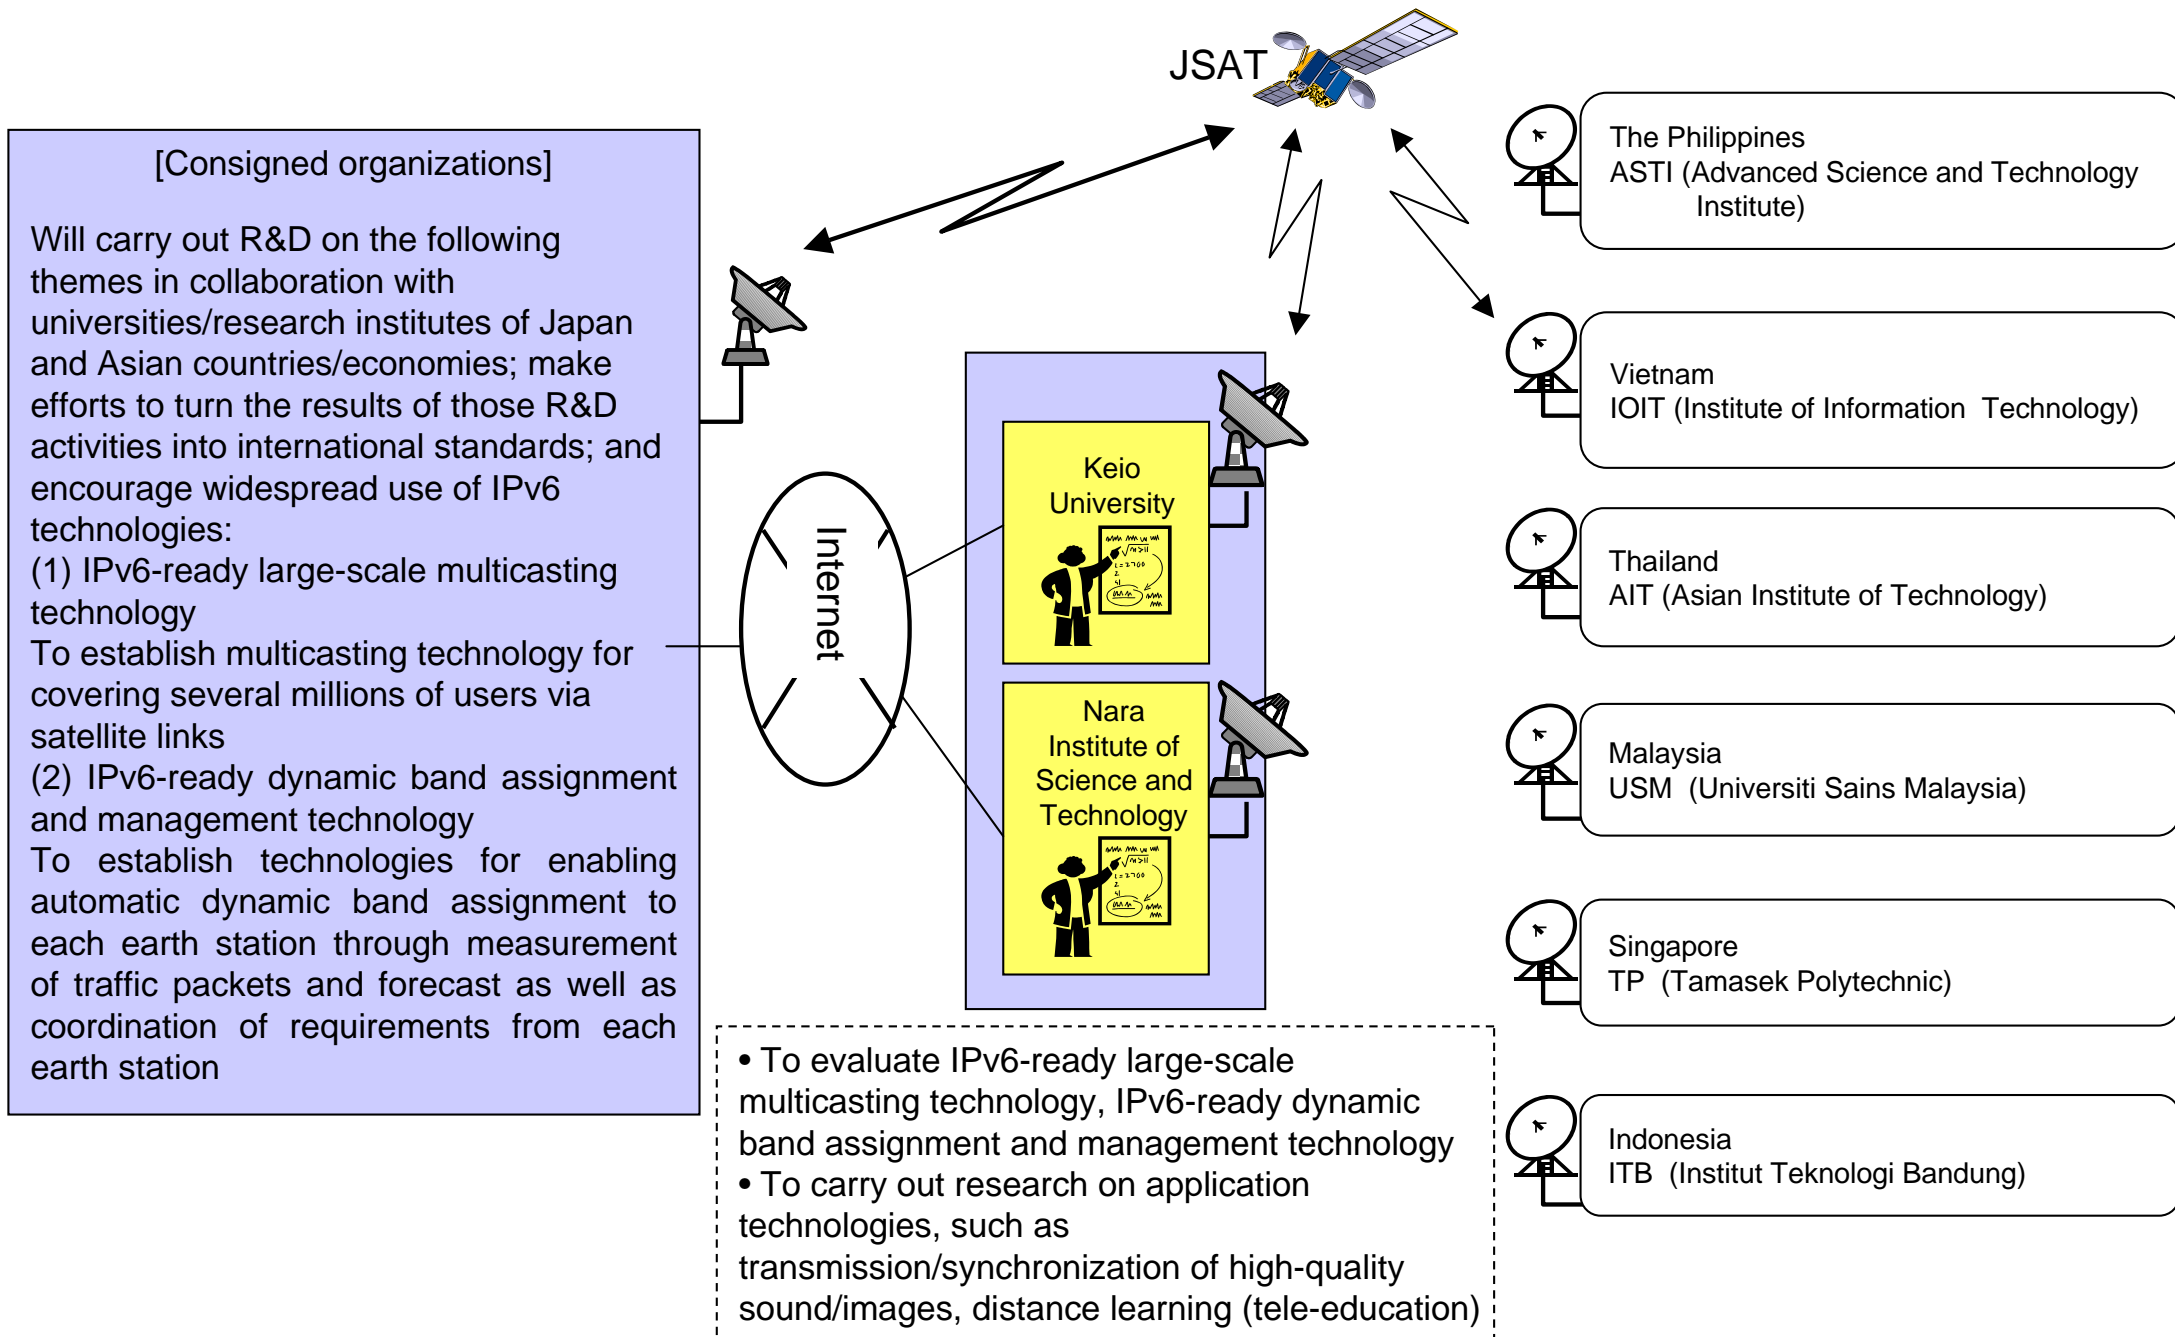 JSAT
[Consigned organizations]
Will carry out R&D on the following
themes in collaboration with
universities/research institutes of Japan
and Asian countries/economies; make
efforts to turn the results of those R&D
activities into international standards; and
encourage widespread use of IPv6
technologies:
(1) IPv6-ready large-scale multicasting
technology
To establish multicasting technology for
covering several millions of users via
satellite links
(2) IPv6-ready dynamic band assignment
and management technology
To establish technologies for enabling
automatic dynamic band assignment to
each earth station through measurement
of traffic packets and forecast as well as
coordination of requirements from each
earth station
Internet
Keio
University
Nara
Institute of
Science and
Technology
• To evaluate IPv6-ready large-scale
multicasting technology, IPv6-ready dynamic
band assignment and management technology
• To carry out research on application
technologies, such as
transmission/synchronization of high-quality
sound/images, distance learning (tele-education)
The Philippines
ASTI (Advanced Science and Technology
Institute)
Vietnam
IOIT (Institute of Information Technology)
Thailand
AIT (Asian Institute of Technology)
Malaysia
USM (Universiti Sains Malaysia)
Singapore
TP (Tamasek Polytechnic)
Indonesia
ITB (Institut Teknologi Bandung)